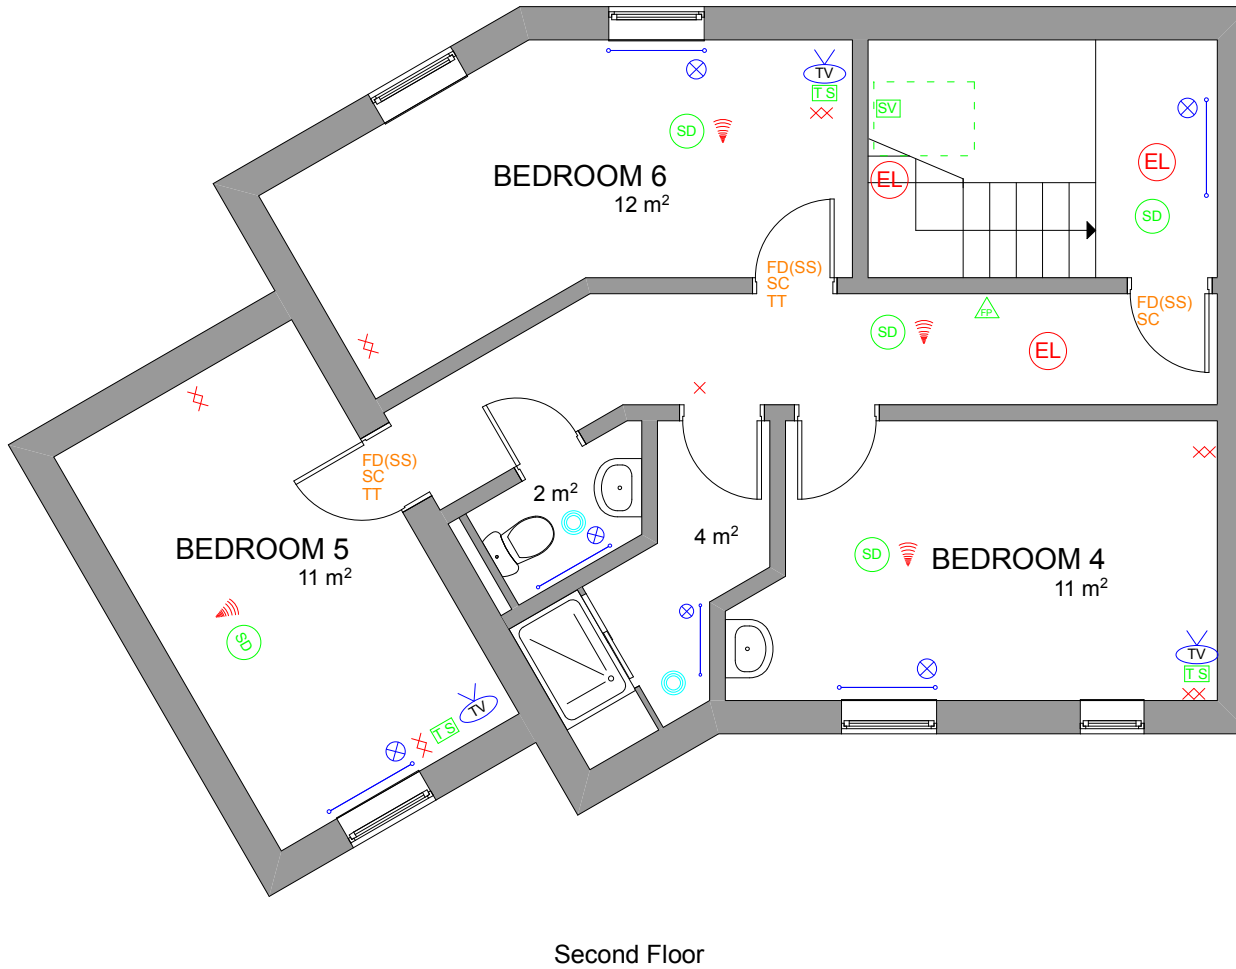 TV
T S
SV
SD
EL
BEDROOM 6
12 m²
EL
SD
FD(SS)
SC
TT
FD(SS)
SC
FP
SD
EL
FD(SS)
SC
TT
2 m²
4 m²
BEDROOM 5
11 m²
SD
BEDROOM 4
11 m²
SD
TV
T S
TV
T S
Second Floor